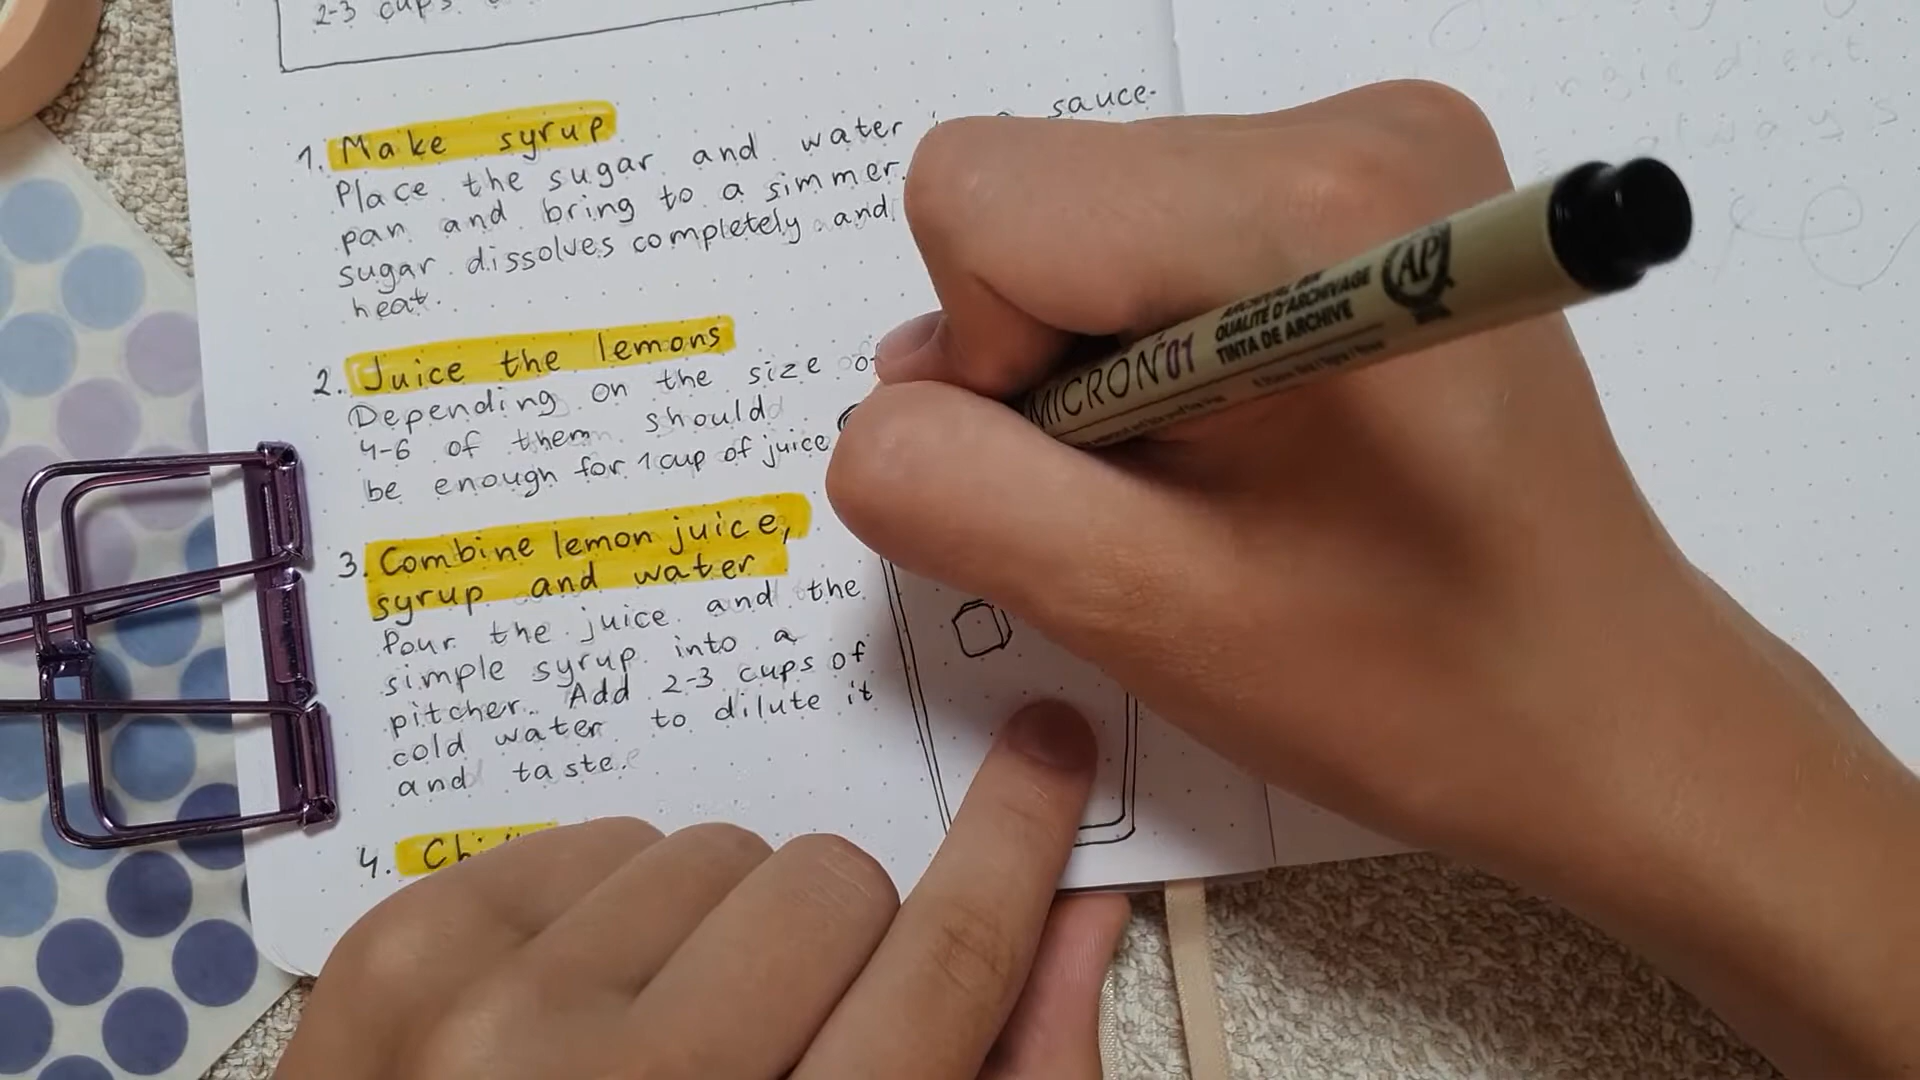 2-3 cups
1. Make syrup
Place the sugar and water sauce-
pan and bring to a simmer.
sugar dissolves completely and
heat.
2. Juice the lemons
Depending on the size of
4-6 of them should
be enough for 1 cup of juice
3. Combine lemon juice,
syrup and water
Pour the juice and the
simple syrup into a
pitcher. Add 2-3 cups of
cold water to dilute it
and taste.
4.
MICRON 01
QUALITÉ D'ARCHIVAGE
TINTA DE ARCHIVE
AP
ingredient
always